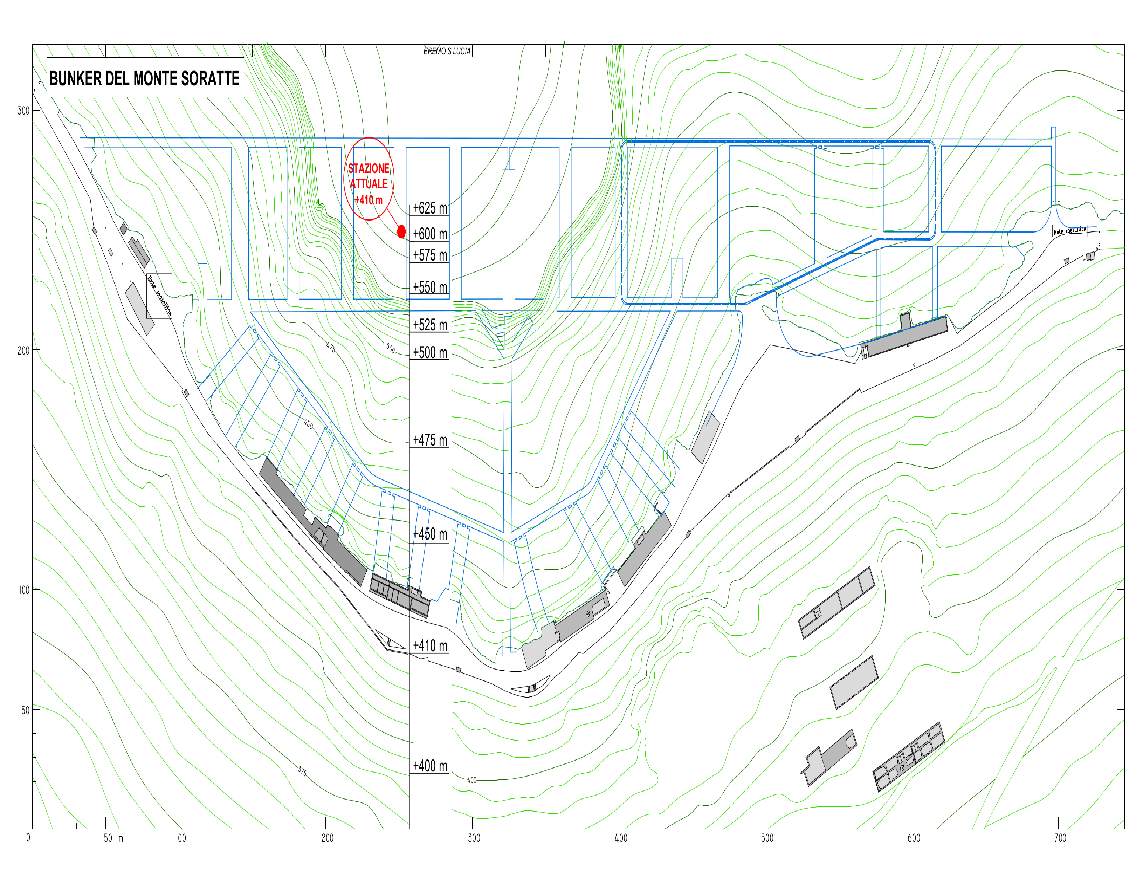 BUNKER DEL MONTE SORATTE
300
STAZIONE
ATTUALE
+410 m
+625 m
+600 m
+575 m
+550 m
+525 m
+500 m
200
+475 m
+450 m
100
+410 m
50
+400 m
400
0
50 m
200
300
400
500
600
700